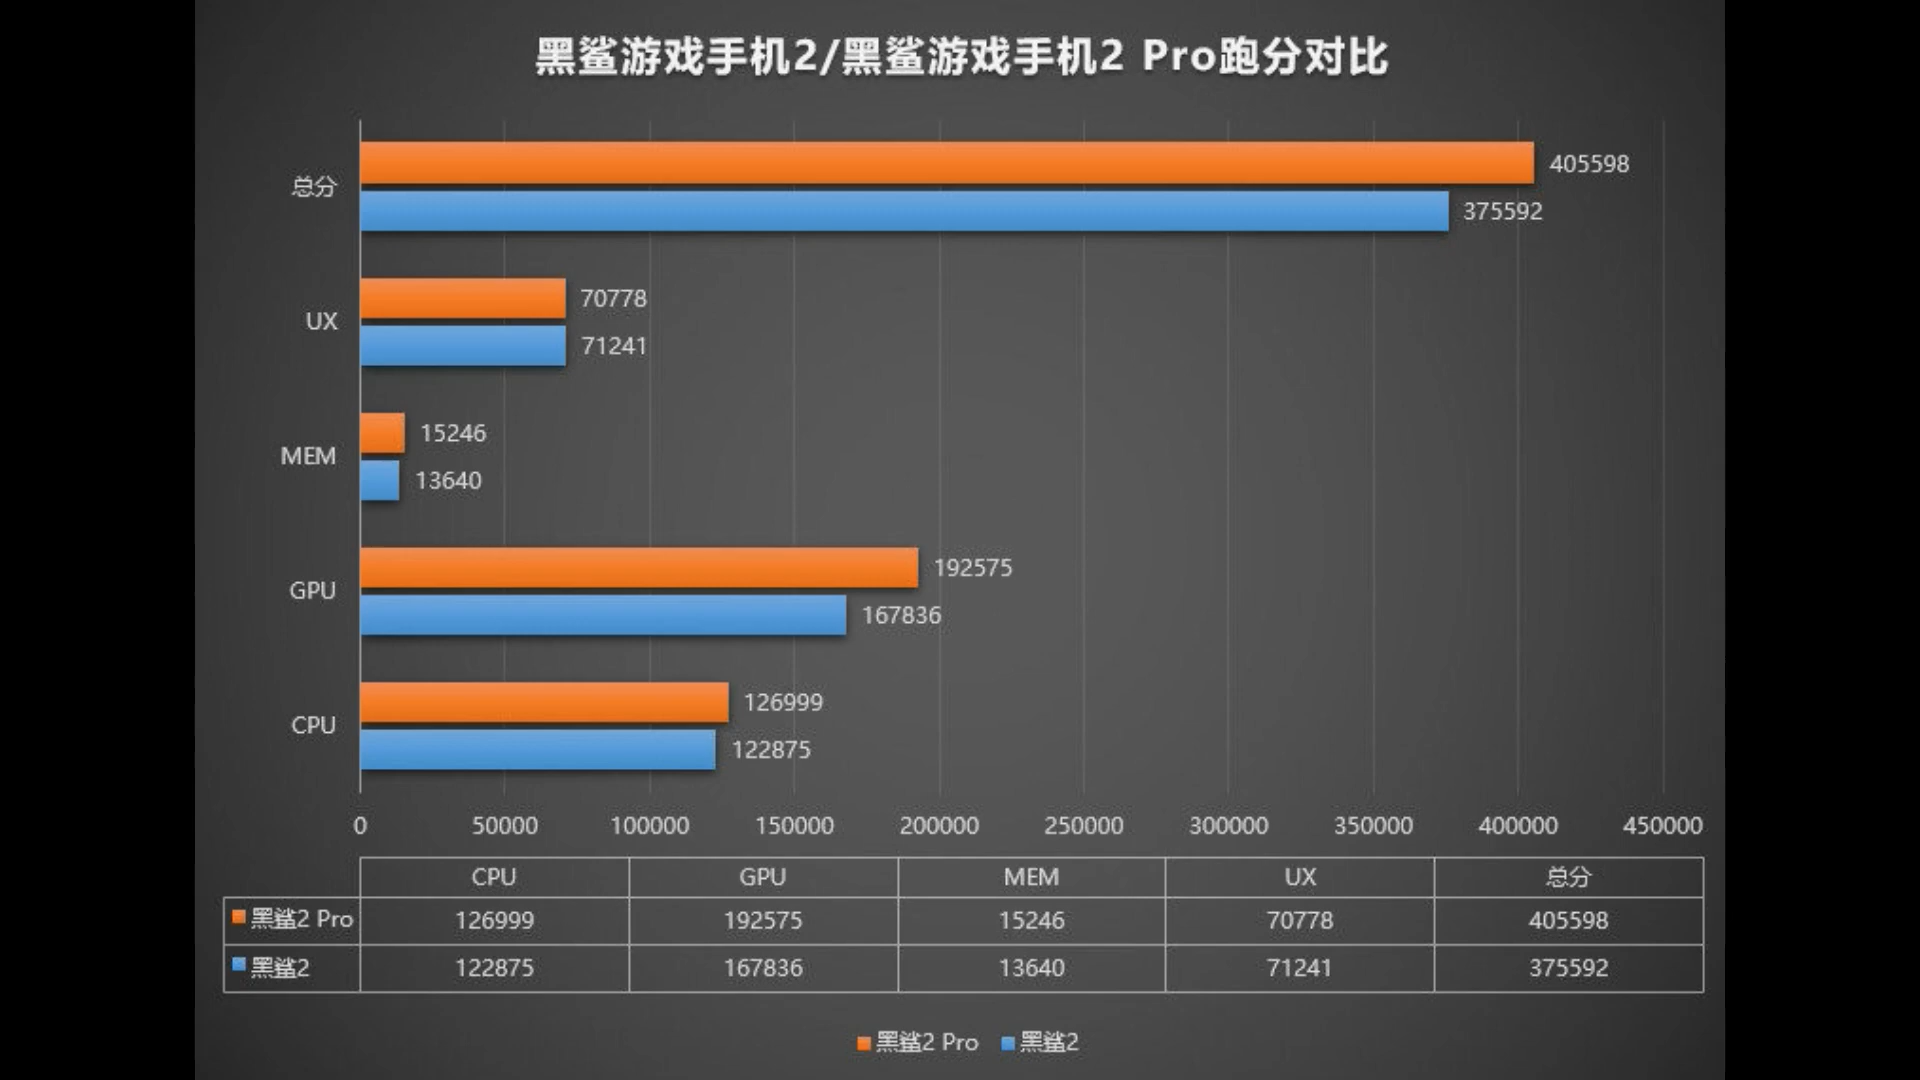 黑鲨游戏手机2/黑鲨游戏手机2 Pro跑分对比
总分
405598
375592
UX
70778
71241
MEM
15246
13640
GPU
192575
167836
CPU
126999
122875
0 50000 100000 150000 200000 250000 300000 350000 400000 450000
CPU GPU MEM UX 总分
黑鲨2 Pro 126999 192575 15246 70778 405598
黑鲨2 122875 167836 13640 71241 375592
黑鲨2 Pro 黑鲨2